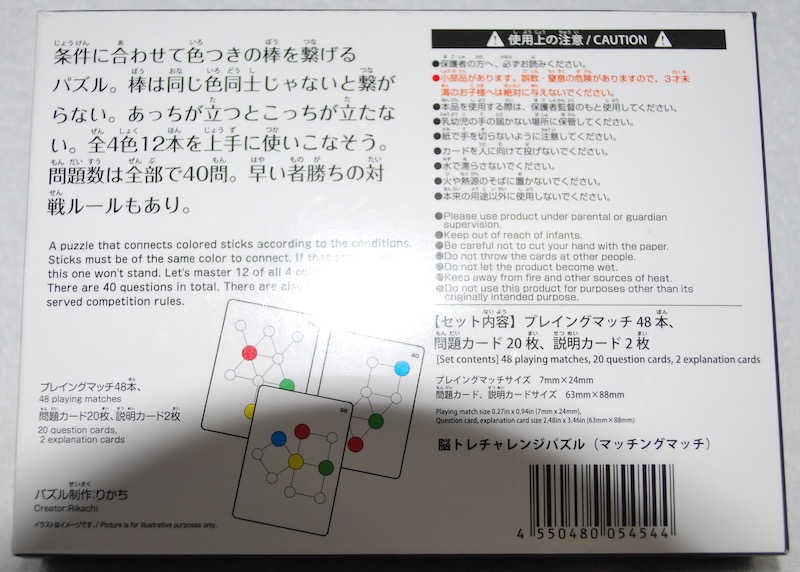 条件に合わせて色つきの棒を繋げる
パズル。棒は同じ色同士じゃないと繋が
らない。あっちが立つとこっちが立たな
い。全4色12本を上手に使いこなそう。
問題数は全部で40問。早い者勝ちの対
戦ルールもあり。
A puzzle that connects colored sticks according to the conditions.
Sticks must be of the same color to connect. If that
this one won't stand. Let's master 12 of all 4
There are 40 questions in total. There are also
served competition rules.
プレイングマッチ48本、
48 playing matches
問題カード20枚、説明カード2枚
20 question cards,
2 explanation cards
パズル制作:りかち
Creator:Rikachi
イラストはイメージです。/ Picture is for illustrative purposes only.
40
38
使用上の注意 / CAUTION
●保護者の方へ、必ずお読みください。
●小部品があります。誤飲・窒息の危険がありますので、3才未
満のお子様へは絶対に与えないでください。
●本品を使用する際は、保護者監督のもと使用してください。
●乳幼児の手の届かない場所に保管してください。
●紙で手を切らないように注意してください。
●カードを人に向けて投げないでください。
●水で濡らさないでください。
●火や熱源のそばに置かないでください。
●本来の用途以外に使用しないでください。
●Please use product under parental or guardian
supervision.
●Keep out of reach of infants.
●Be careful not to cut your hand with the paper.
●Do not throw the cards at other people.
●Do not let the product become wet.
●Keep away from fire and other sources of heat.
●Do not use this product for purposes other than its
originally intended purpose.
【セット内容】プレイングマッチ 48 本、
問題カード 20 枚、説明カード 2 枚
[Set contents] 48 playing matches, 20 question cards, 2 explanation cards
プレイングマッチサイズ 7mm×24mm
問題カード、説明カードサイズ 63mm×88mm
Playing match size 0.27in x 0.94in (7mm x 24mm),
Question card, explanation card size 2.48in x 3.46in (63mm×88mm)
脳トレチャレンジパズル（マッチングマッチ）
4 550480 054544